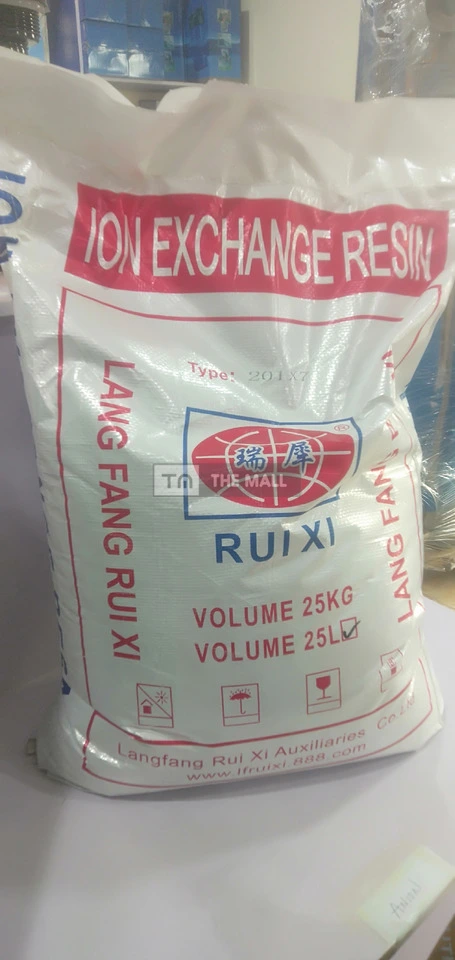 ION EXCHANGE RESIN
Type: 201X7
瑞犀
®
RUI XI
LANG FANG RUI XI
LANG FANG
TM THE MALL
VOLUME 25KG
VOLUME 25L
Langfang Rui Xi Auxiliaries Co.Ltd
www.lfruixi.888.com